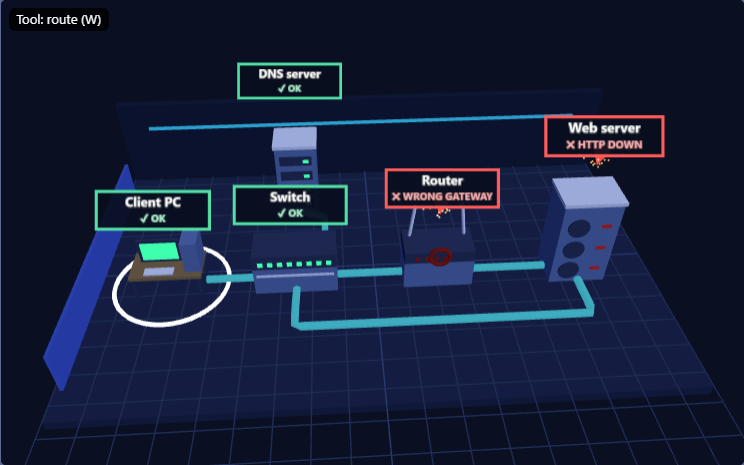 Tool: route (W)
DNS server
✓ OK
Web server
✕ HTTP DOWN
Router
✕ WRONG GATEWAY
Client PC
✓ OK
Switch
✓ OK